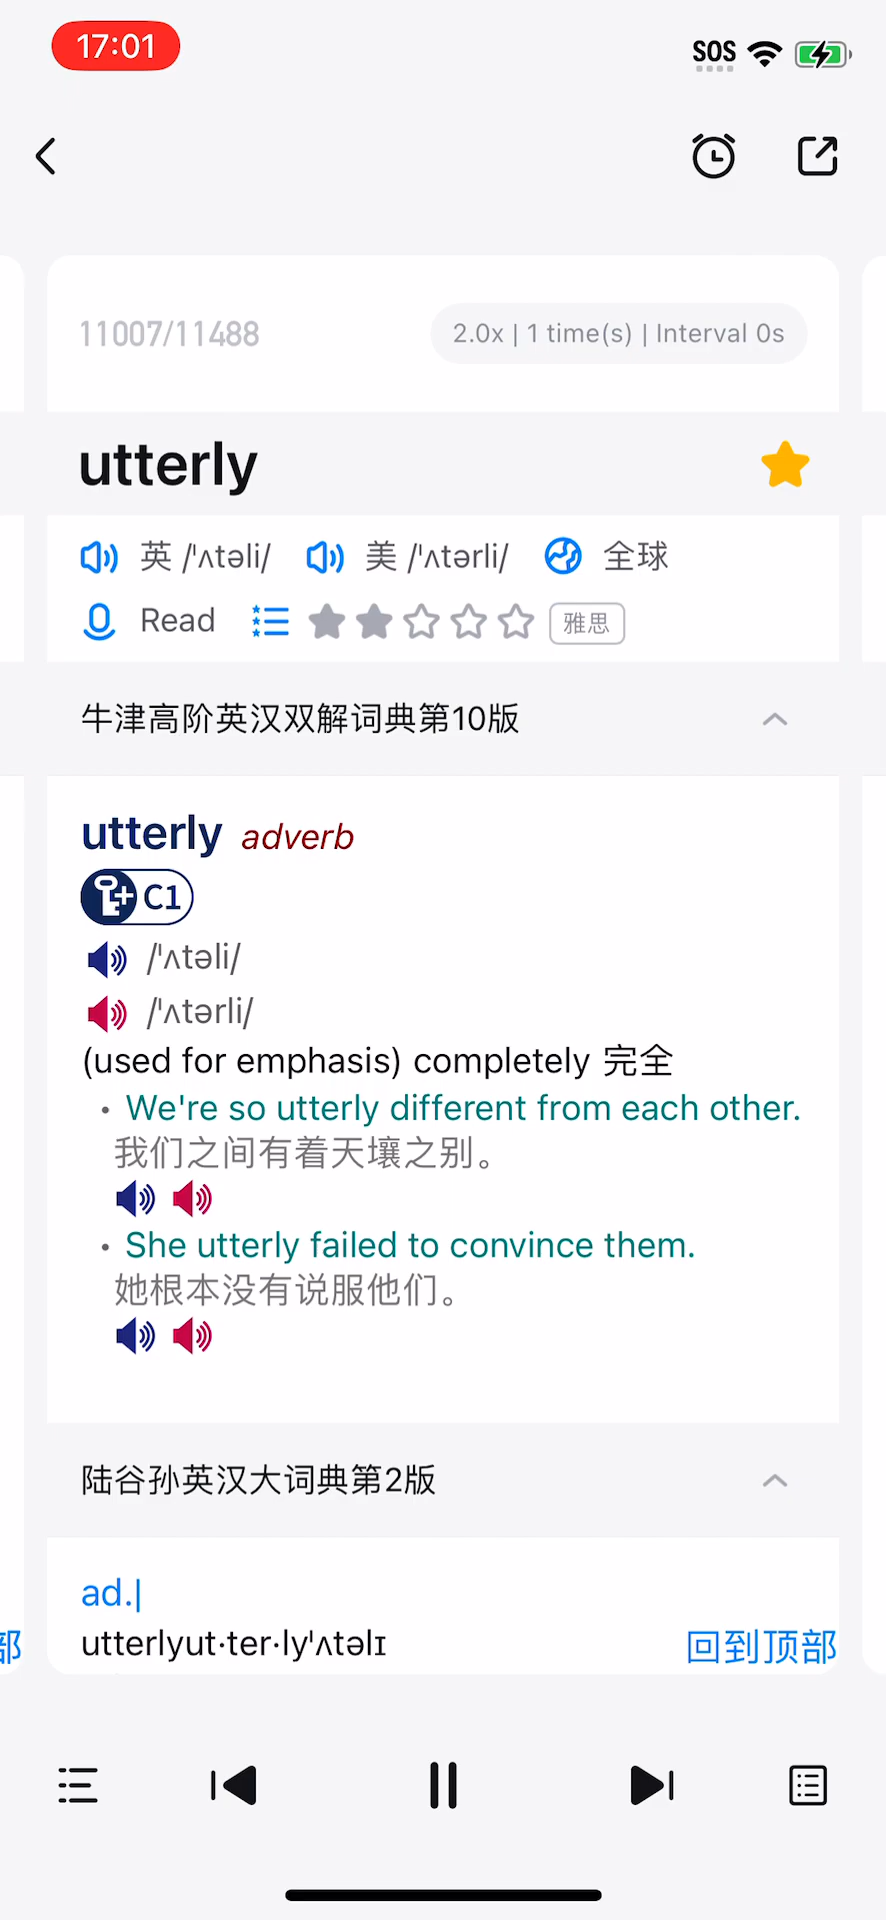 17:01
SOS
11007/11488
2.0x | 1 time(s) | Interval 0s
utterly
英 /ˈʌtəli/ 美 /ˈʌtərli/ 全球
Read 雅思
牛津高阶英汉双解词典第10版
utterly adverb
C1
/ˈʌtəli/
/ˈʌtərli/
(used for emphasis) completely 完全
• We're so utterly different from each other.
我们之间有着天壤之别。
• She utterly failed to convince them.
她根本没有说服他们。
陆谷孙英汉大词典第2版
ad.|
utterlyut·ter·lyˈʌtəlɪ
部 回到顶部